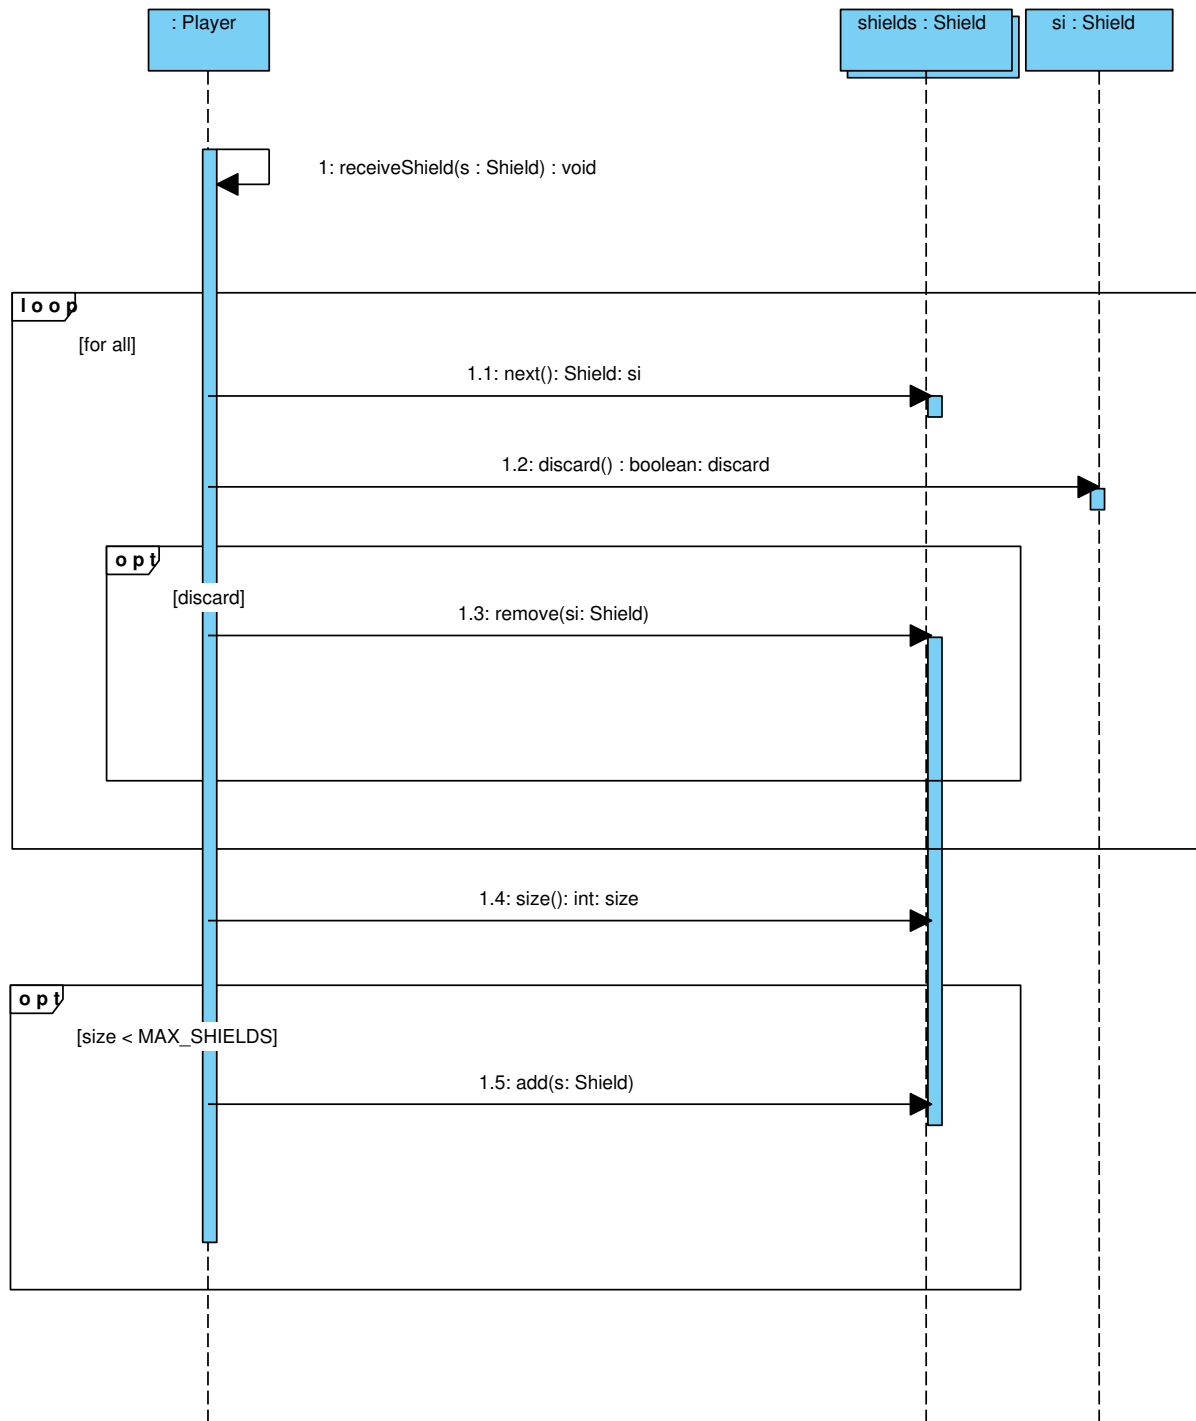 : Player
shields : Shield
si : Shield
1: receiveShield(s : Shield) : void
loop
[for all]
1.1: next(): Shield: si
1.2: discard() : boolean: discard
opt
[discard]
1.3: remove(si: Shield)
1.4: size(): int: size
opt
[size < MAX_SHIELDS]
1.5: add(s: Shield)